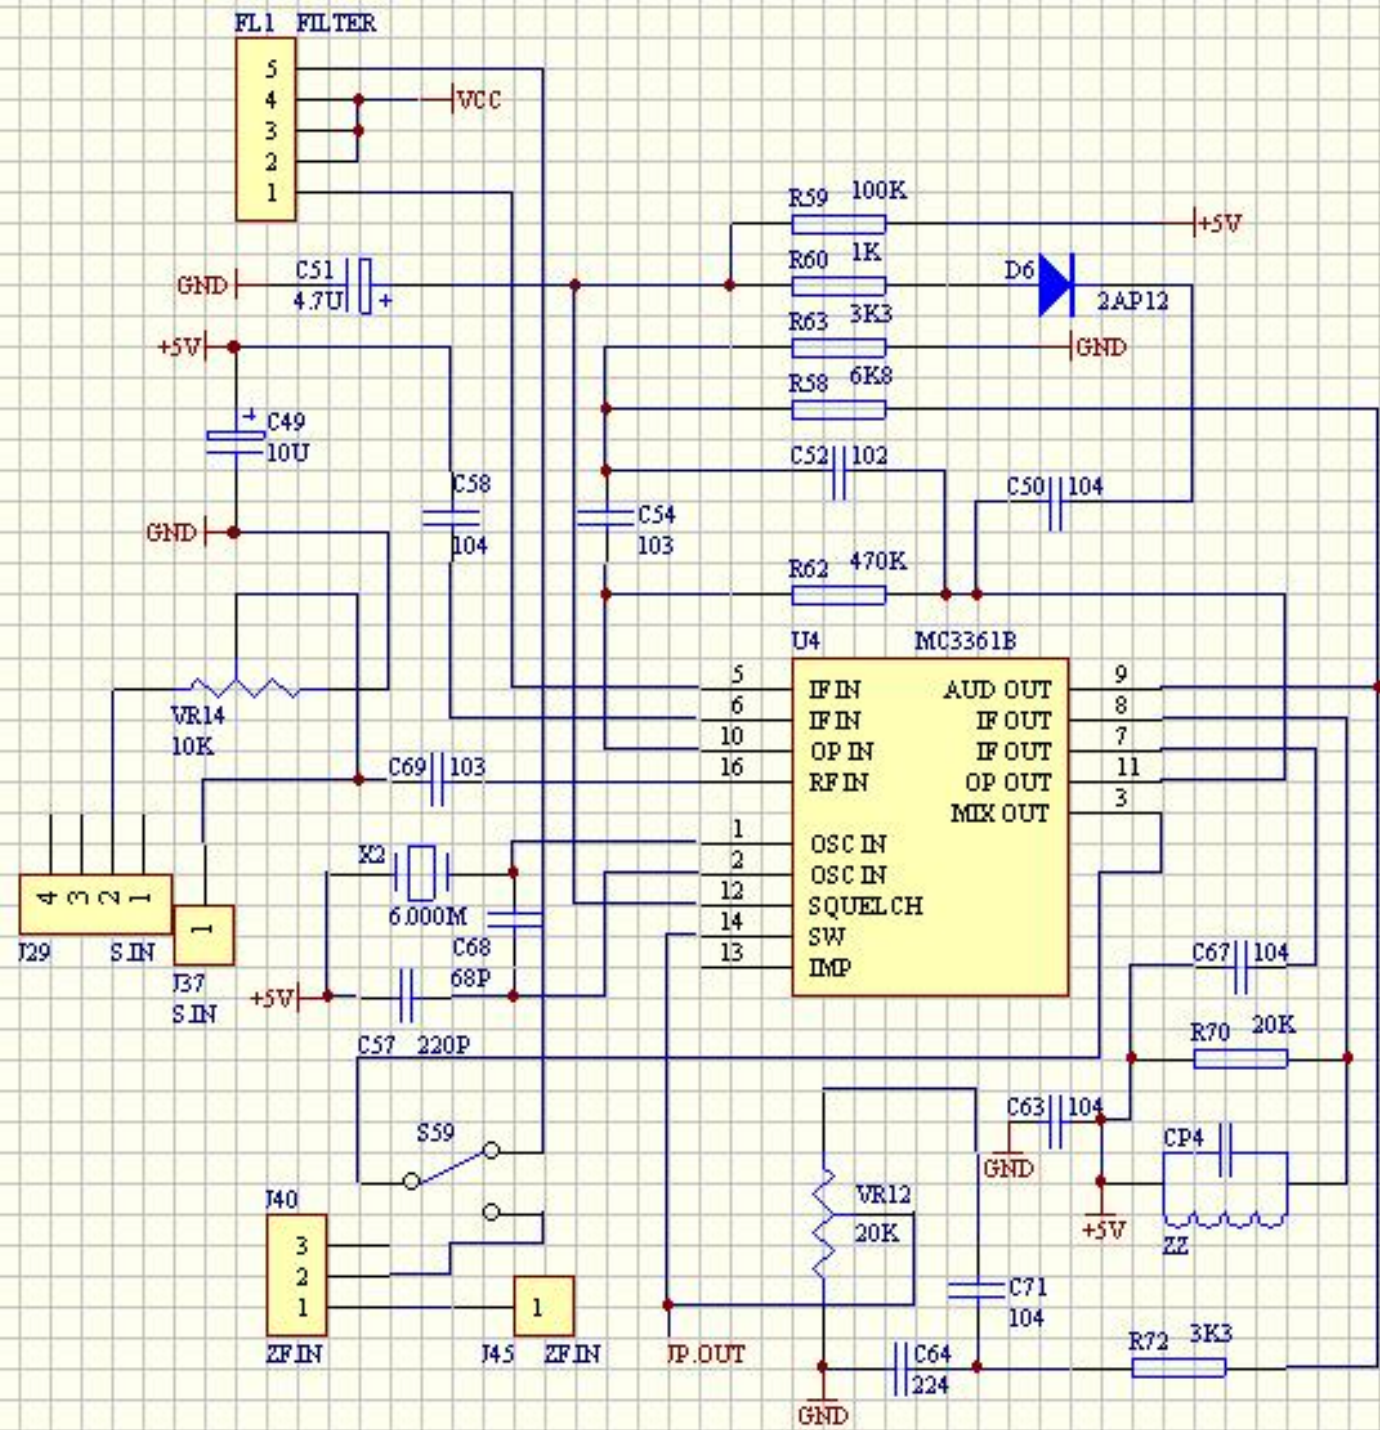 FL1 FILTER
5
4 VCC
3
2
1
R59 100K
+5V
R60 1K
C51
4.7U +
GND
D6
2AP12
R63 3K3
GND
+5V
R58 6K8
+ C49
10U
C52 102
C58
104
C50 104
C54
103
GND
R62 470K
U4 MC3361B
5 IF IN AUD OUT 9
6 IF IN IF OUT 8
10 OP IN IF OUT 7
16 RF IN OP OUT 11
MIX OUT 3
1 OSC IN
2 OSC IN
12 SQUELCH
14 SW
13 IMP
VR14
10K
C69 103
X2
6.000M
4 3 2 1
J29 S.IN
1
J37
S.IN
C68
68P
+5V
C57 220P
C67 104
R70 20K
C63 104
GND
CP4
+5V
ZZ
S59
J40
3
2
1
ZF.IN
1
J45 ZF.IN
VR12
20K
C71
104
JP.OUT
C64
224
R72 3K3
GND